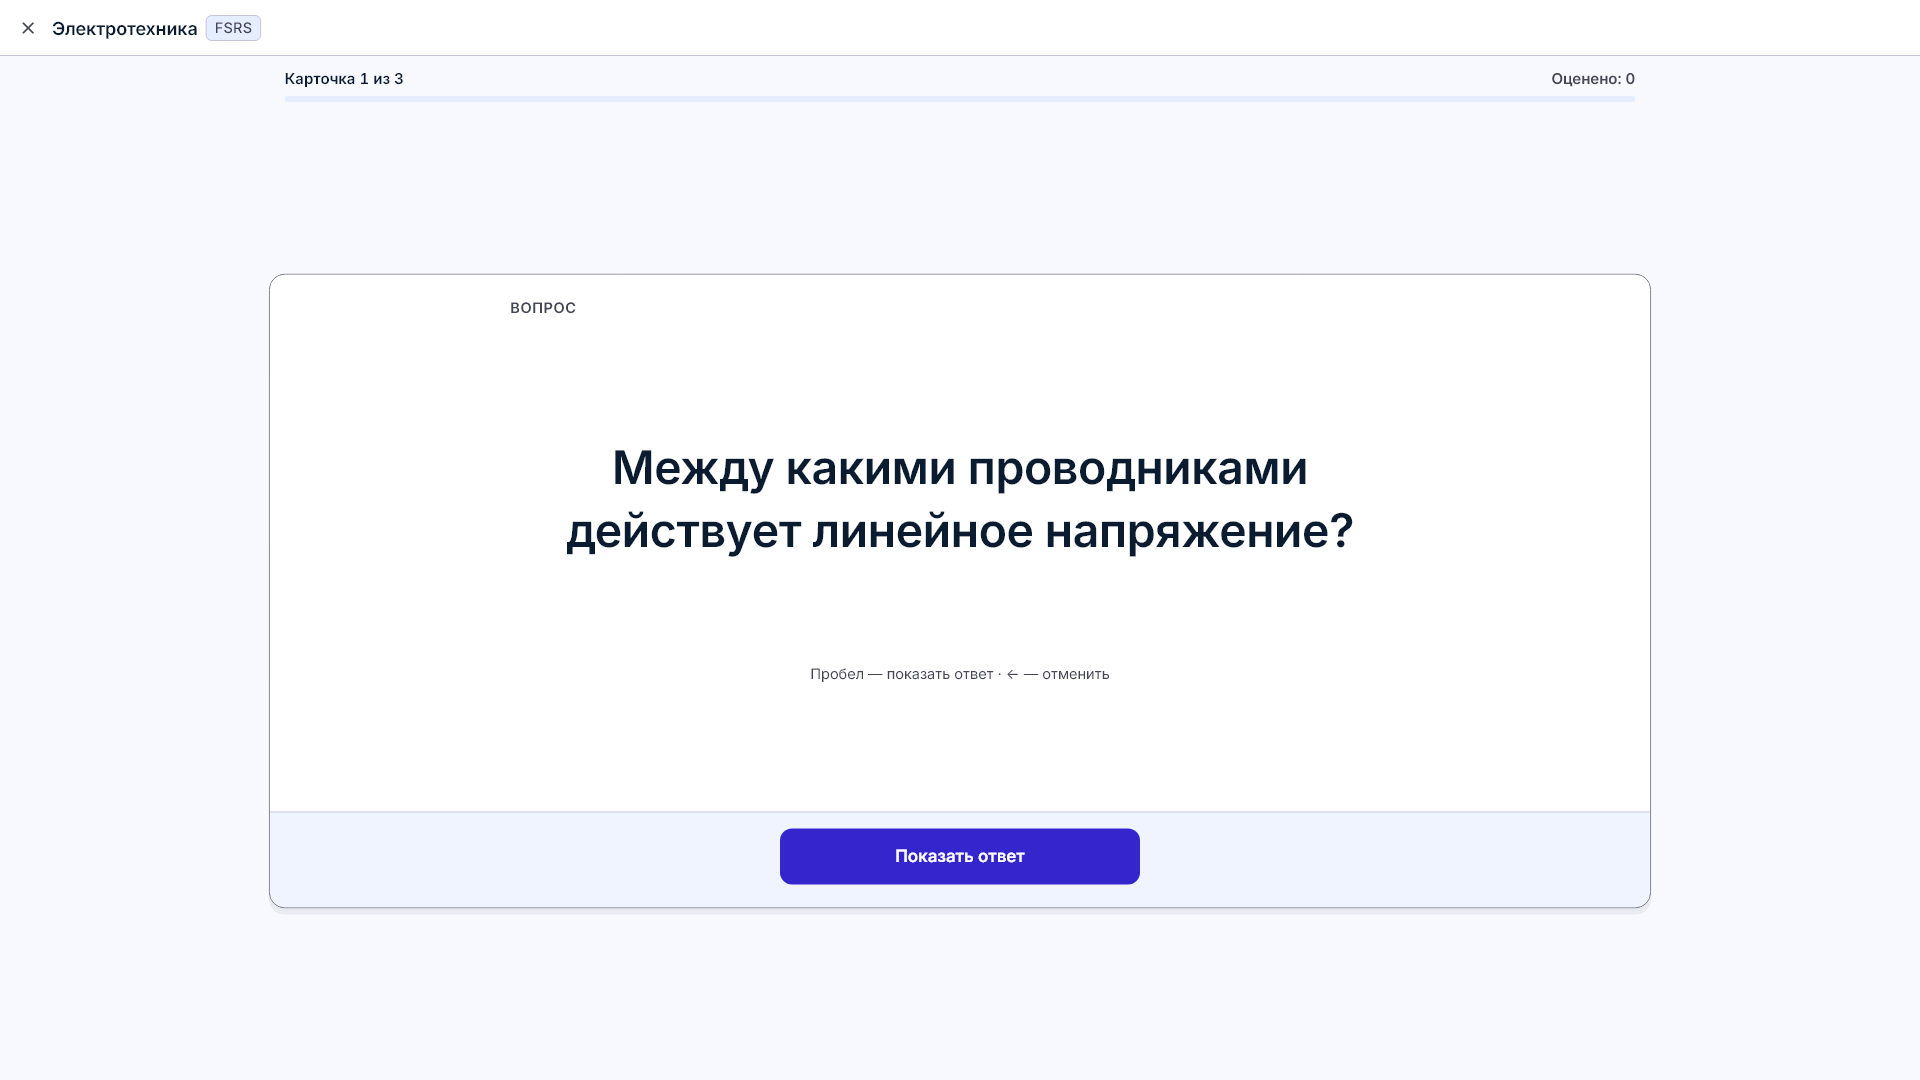 Электротехника FSRS
Карточка 1 из 3
Оценено: 0
ВОПРОС
Между какими проводниками
действует линейное напряжение?
Пробел — показать ответ · ← — отменить
Показать ответ